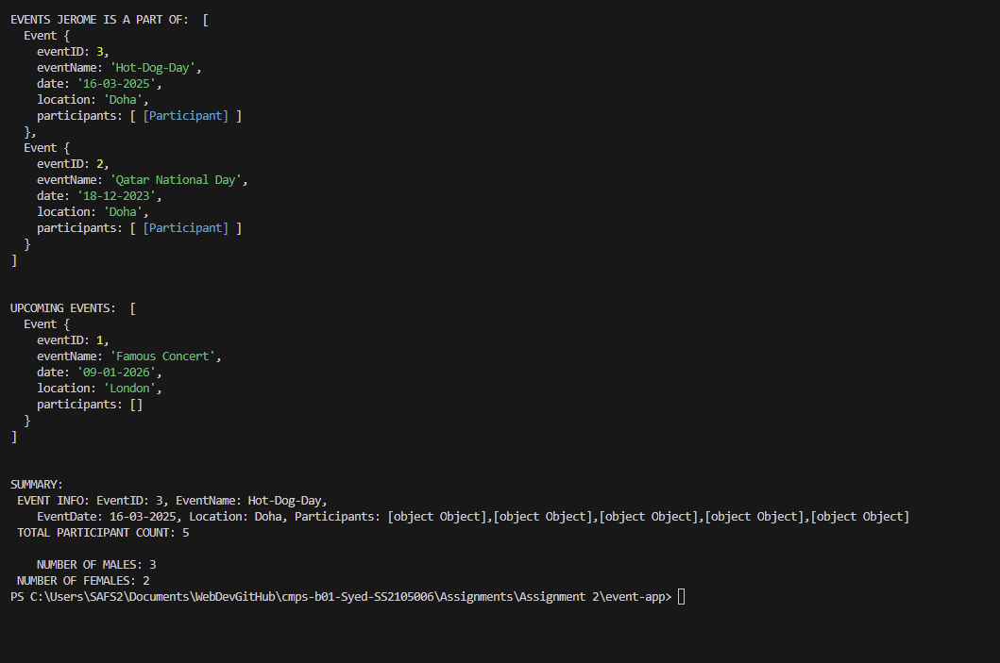 EVENTS JEROME IS A PART OF:  [
  Event {
    eventID: 3,
    eventName: 'Hot-Dog-Day',
    date: '16-03-2025',
    location: 'Doha',
    participants: [ [Participant] ]
  },
  Event {
    eventID: 2,
    eventName: 'Qatar National Day',
    date: '18-12-2023',
    location: 'Doha',
    participants: [ [Participant] ]
  }
]
UPCOMING EVENTS:  [
  Event {
    eventID: 1,
    eventName: 'Famous Concert',
    date: '09-01-2026',
    location: 'London',
    participants: []
  }
]
SUMMARY:
 EVENT INFO: EventID: 3, EventName: Hot-Dog-Day,
    EventDate: 16-03-2025, Location: Doha, Participants: [object Object],[object Object],[object Object],[object Object],[object Object]
 TOTAL PARTICIPANT COUNT: 5
    NUMBER OF MALES: 3
 NUMBER OF FEMALES: 2
PS C:\Users\SAFS2\Documents\WebDevGitHub\cmps-b01-Syed-SS2105006\Assignments\Assignment 2\event-app>